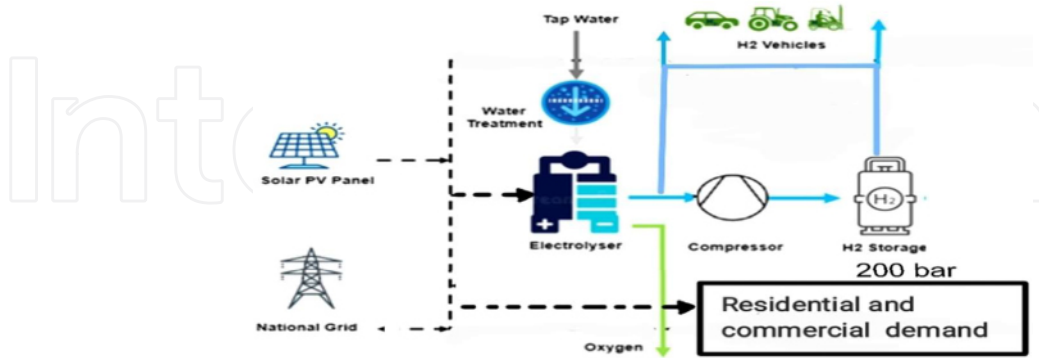 Tap Water
H2 Vehicles
Water
Treatment
Solar PV Panel
Electrolyser
Compressor
H2
H2 Storage
200 bar
National Grid
Residential and
commercial demand
Oxygen